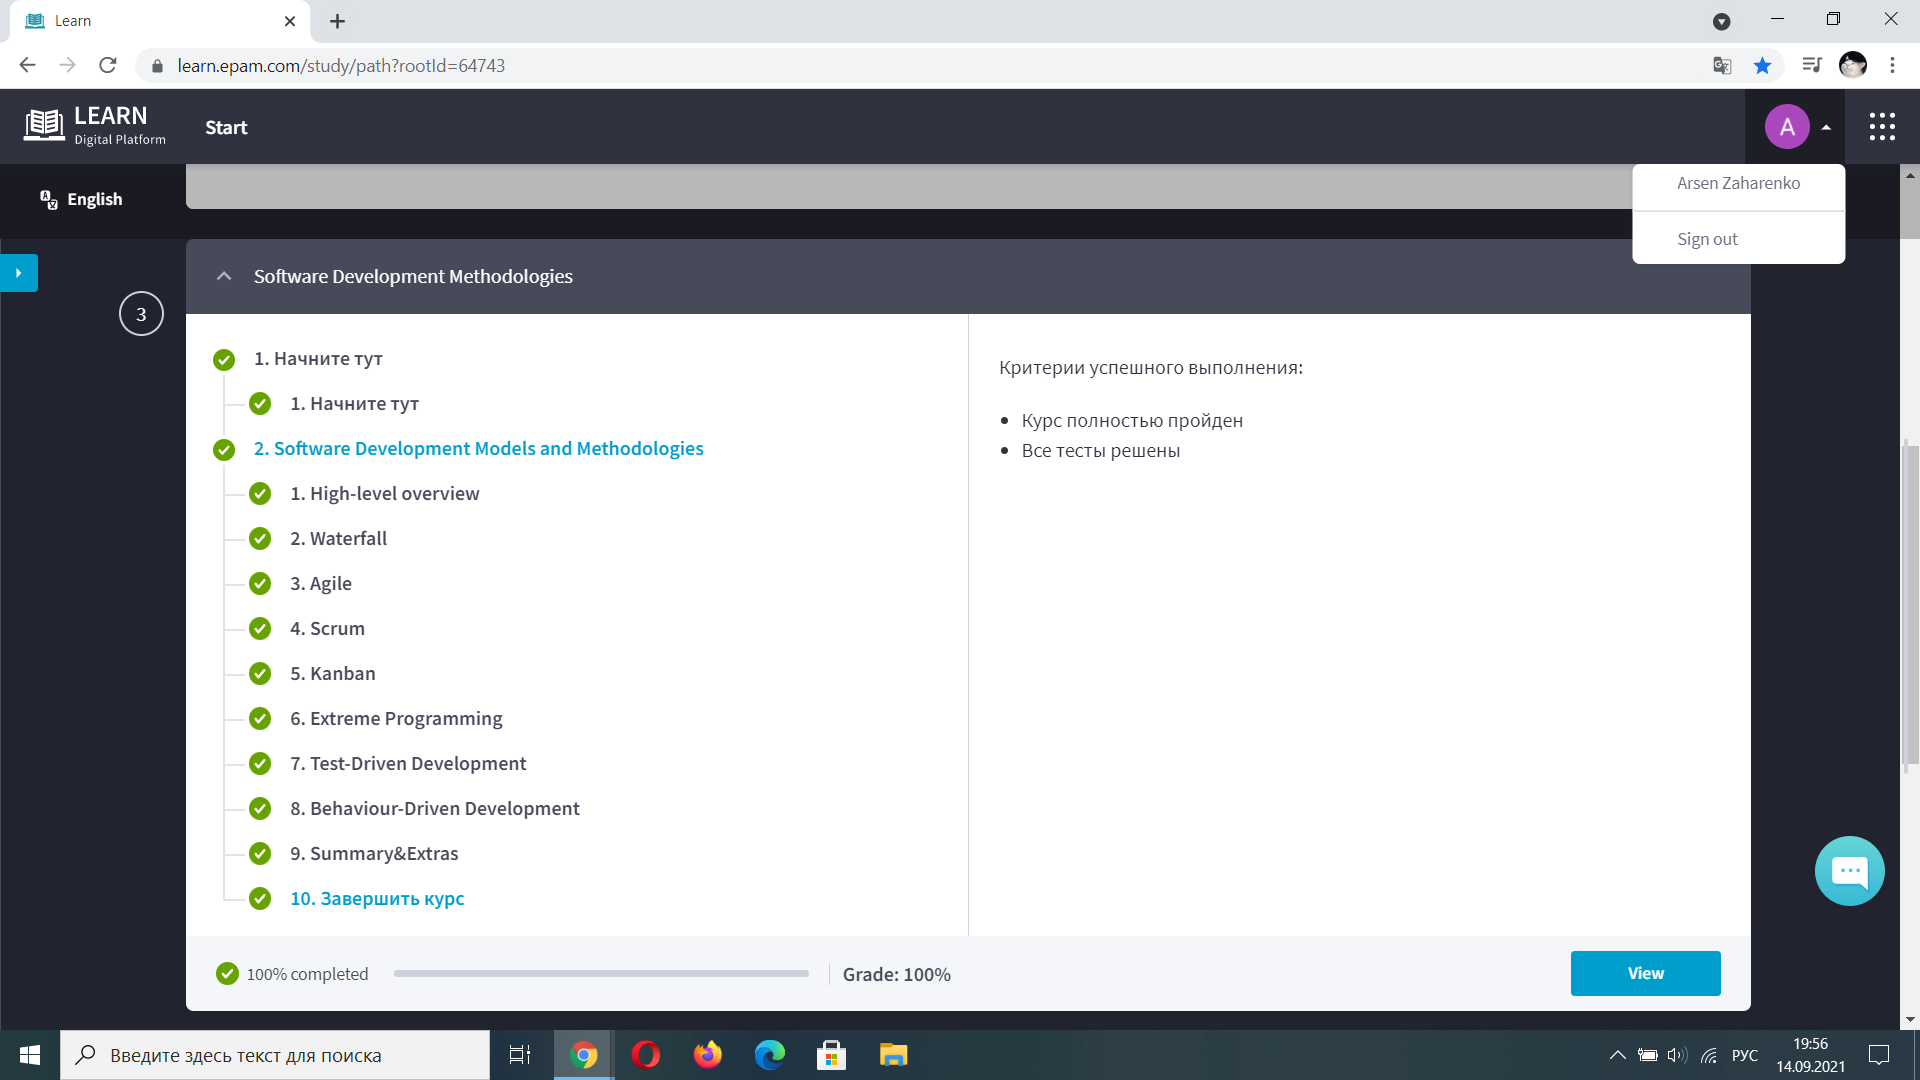 Learn
learn.epam.com/study/path?rootId=64743
LEARN
Digital Platform
Start
A
Arsen Zaharenko
Sign out
English
3
Software Development Methodologies
1. Начните тут
1. Начните тут
2. Software Development Models and Methodologies
1. High-level overview
2. Waterfall
3. Agile
4. Scrum
5. Kanban
6. Extreme Programming
7. Test-Driven Development
8. Behaviour-Driven Development
9. Summary&Extras
10. Завершить курс
Критерии успешного выполнения:
• Курс полностью пройден
• Все тесты решены
100% completed
Grade: 100%
View
Введите здесь текст для поиска
РУС
19:56
14.09.2021